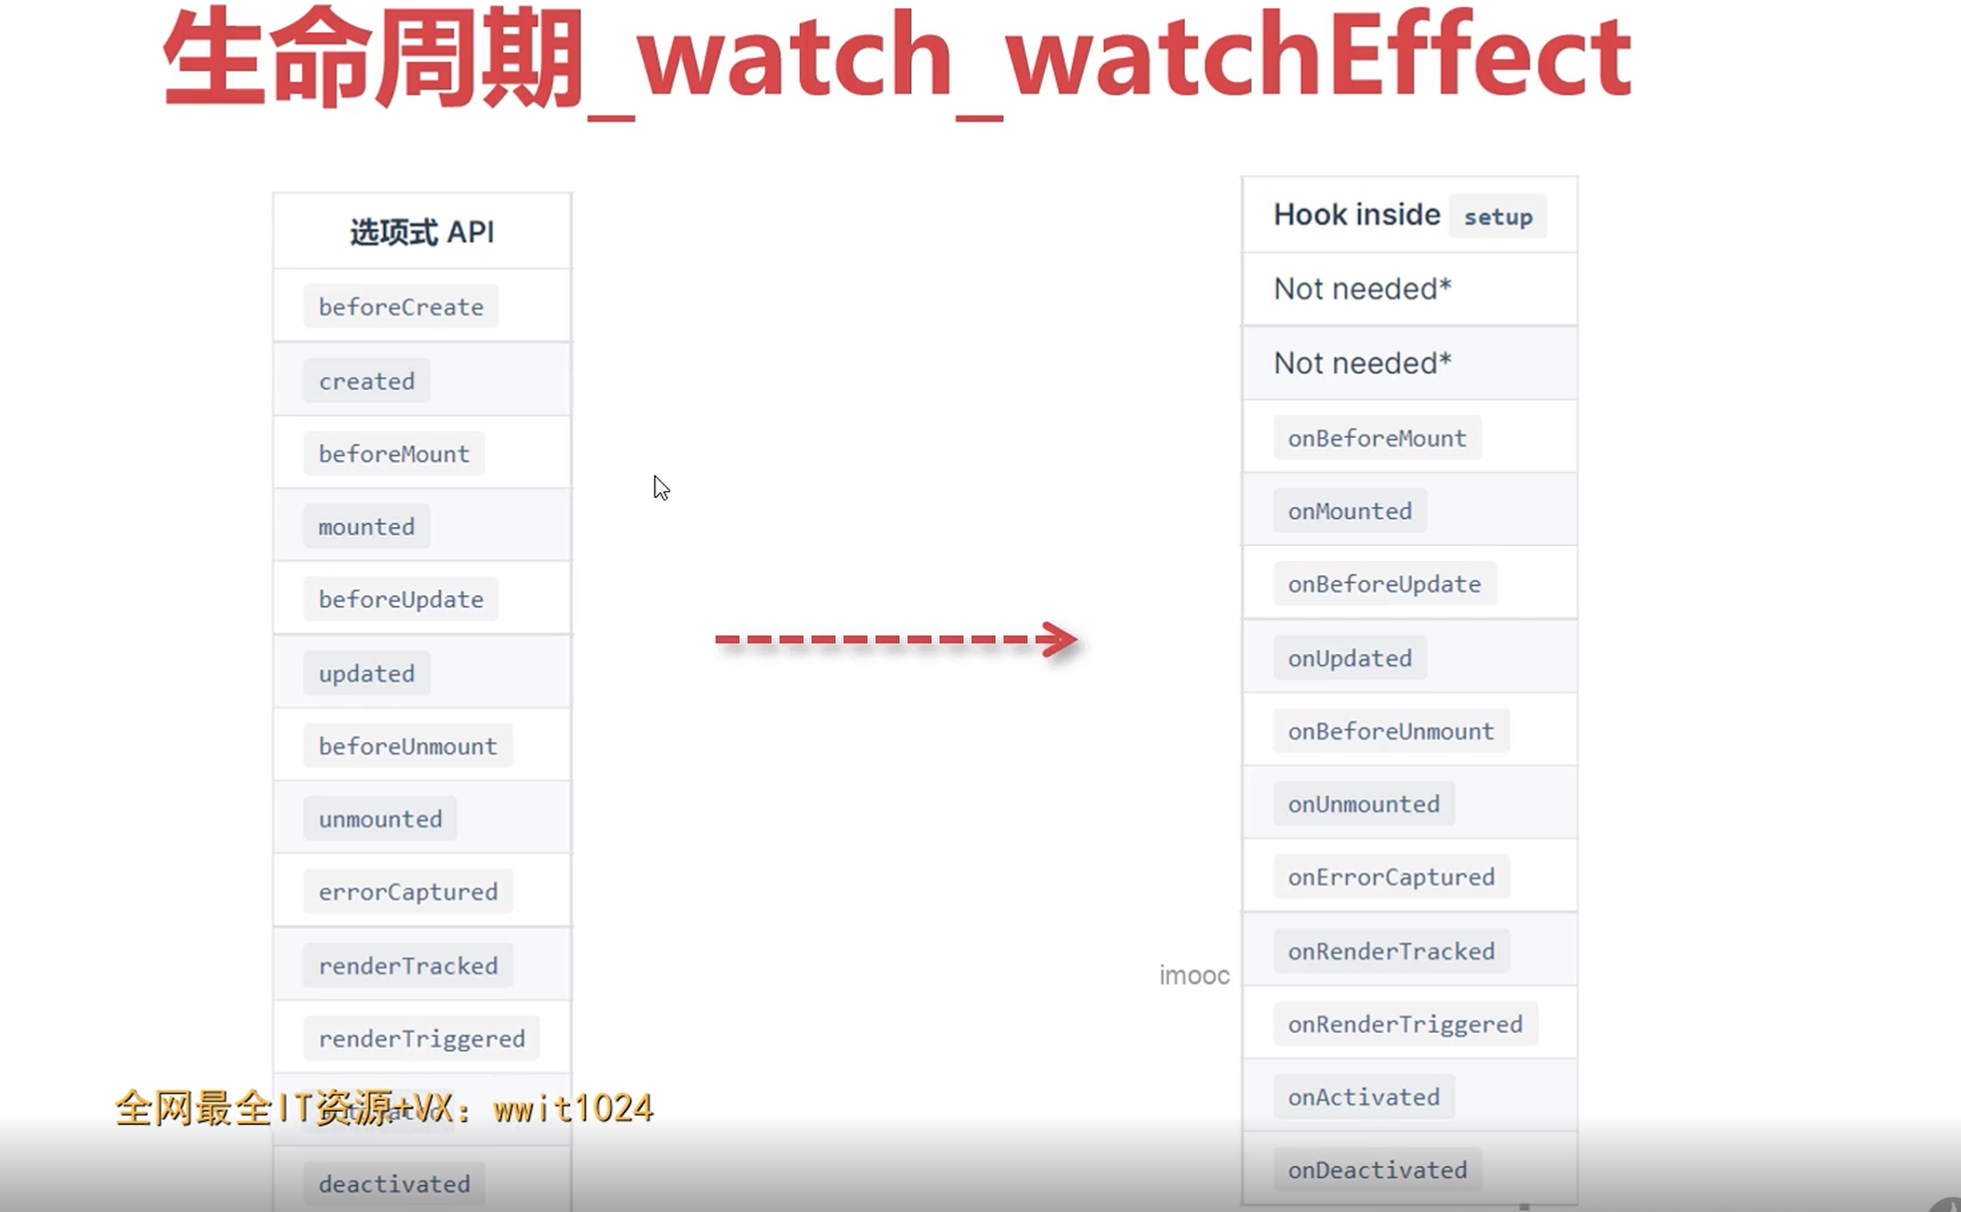 生命周期_watch_watchEffect
选项式 API
beforeCreate
created
beforeMount
mounted
beforeUpdate
updated
beforeUnmount
unmounted
errorCaptured
renderTracked
renderTriggered
全网最全IT资源+VX：wwit1024
deactivated
Hook inside setup
Not needed*
Not needed*
onBeforeMount
onMounted
onBeforeUpdate
onUpdated
onBeforeUnmount
onUnmounted
onErrorCaptured
onRenderTracked
onRenderTriggered
onActivated
onDeactivated
imooc